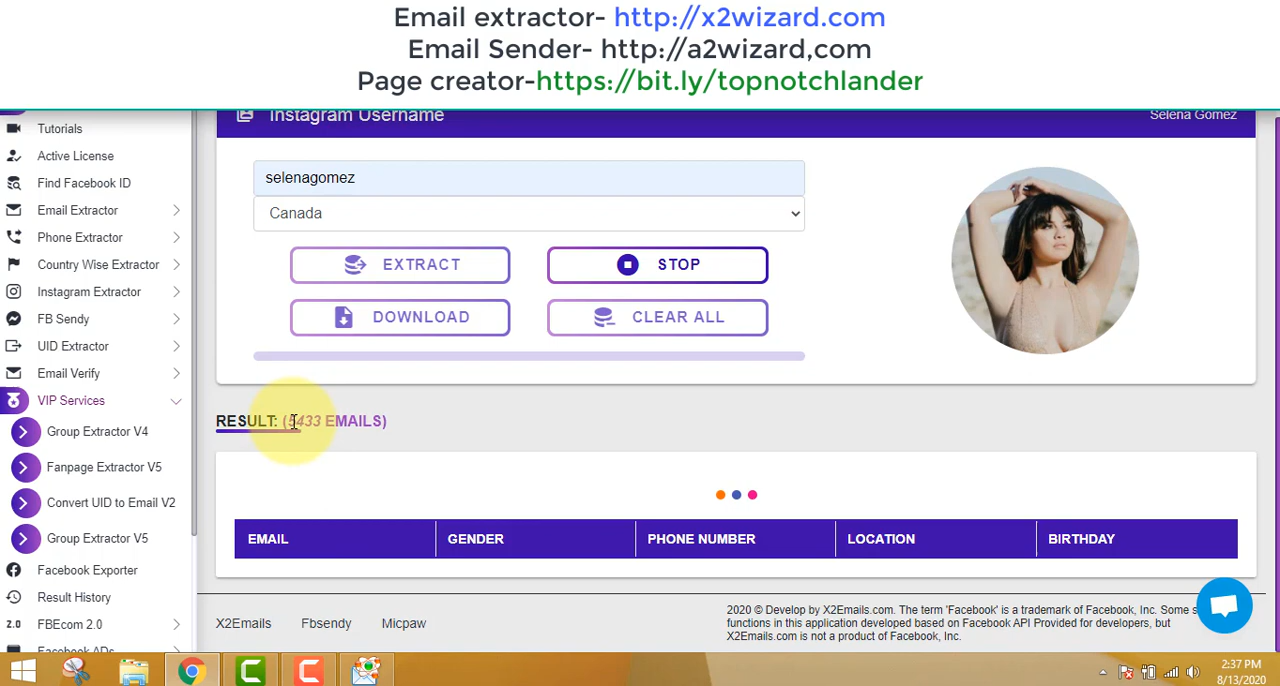 Email extractor- http://x2wizard.com
Email Sender- http://a2wizard,com
Page creator-https://bit.ly/topnotchlander
Instagram Username
Selena Gomez
Tutorials
Active License
Find Facebook ID
Email Extractor
Phone Extractor
Country Wise Extractor
Instagram Extractor
FB Sendy
UID Extractor
Email Verify
VIP Services
Group Extractor V4
Fanpage Extractor V5
Convert UID to Email V2
Group Extractor V5
Facebook Exporter
Result History
2.0 FBEcom 2.0
Facebook ADs
selenagomez
Canada
EXTRACT
STOP
DOWNLOAD
CLEAR ALL
RESULT: (5433 EMAILS)
EMAIL GENDER PHONE NUMBER LOCATION BIRTHDAY
X2Emails Fbsendy Micpaw
2020 © Develop by X2Emails.com. The term 'Facebook' is a trademark of Facebook, Inc. Some
functions in this application developed based on Facebook API Provided for developers, but
X2Emails.com is not a product of Facebook, Inc.
2:37 PM
8/13/2020